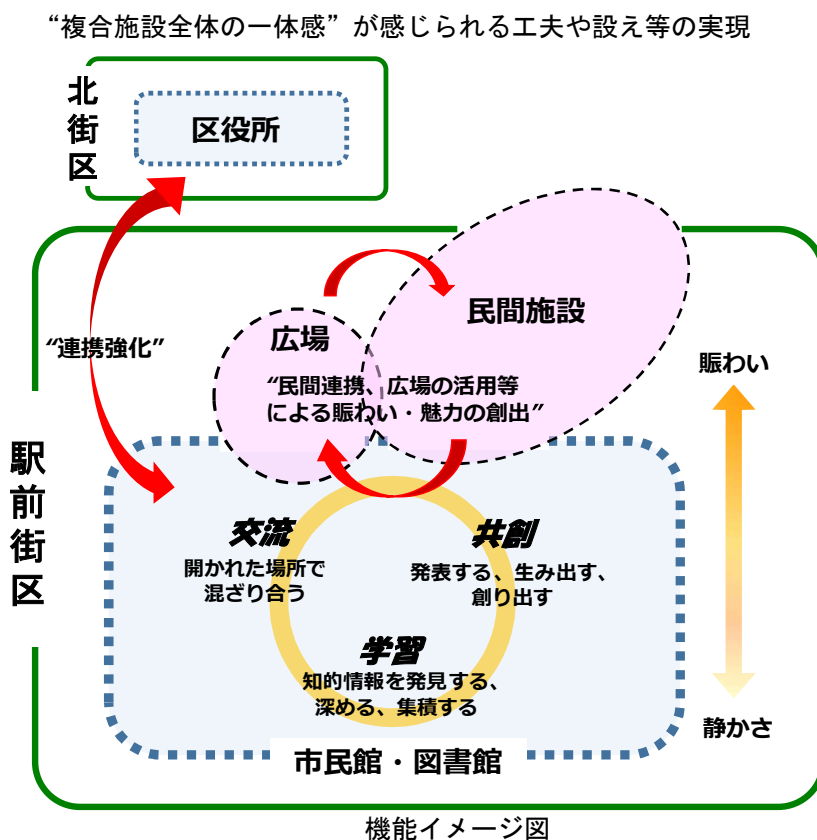 “複合施設全体の一体感”が感じられる工夫や設え等の実現
北街区
区役所
民間施設
広場
“連携強化”
“民間連携、広場の活用等
による賑わい・魅力の創出”
賑わい
駅前街区
交流
開かれた場所で
混ざり合う
共創
発表する、生み出す、
創り出す
学習
知的情報を発見する、
深める、集積する
静かさ
市民館・図書館
機能イメージ図